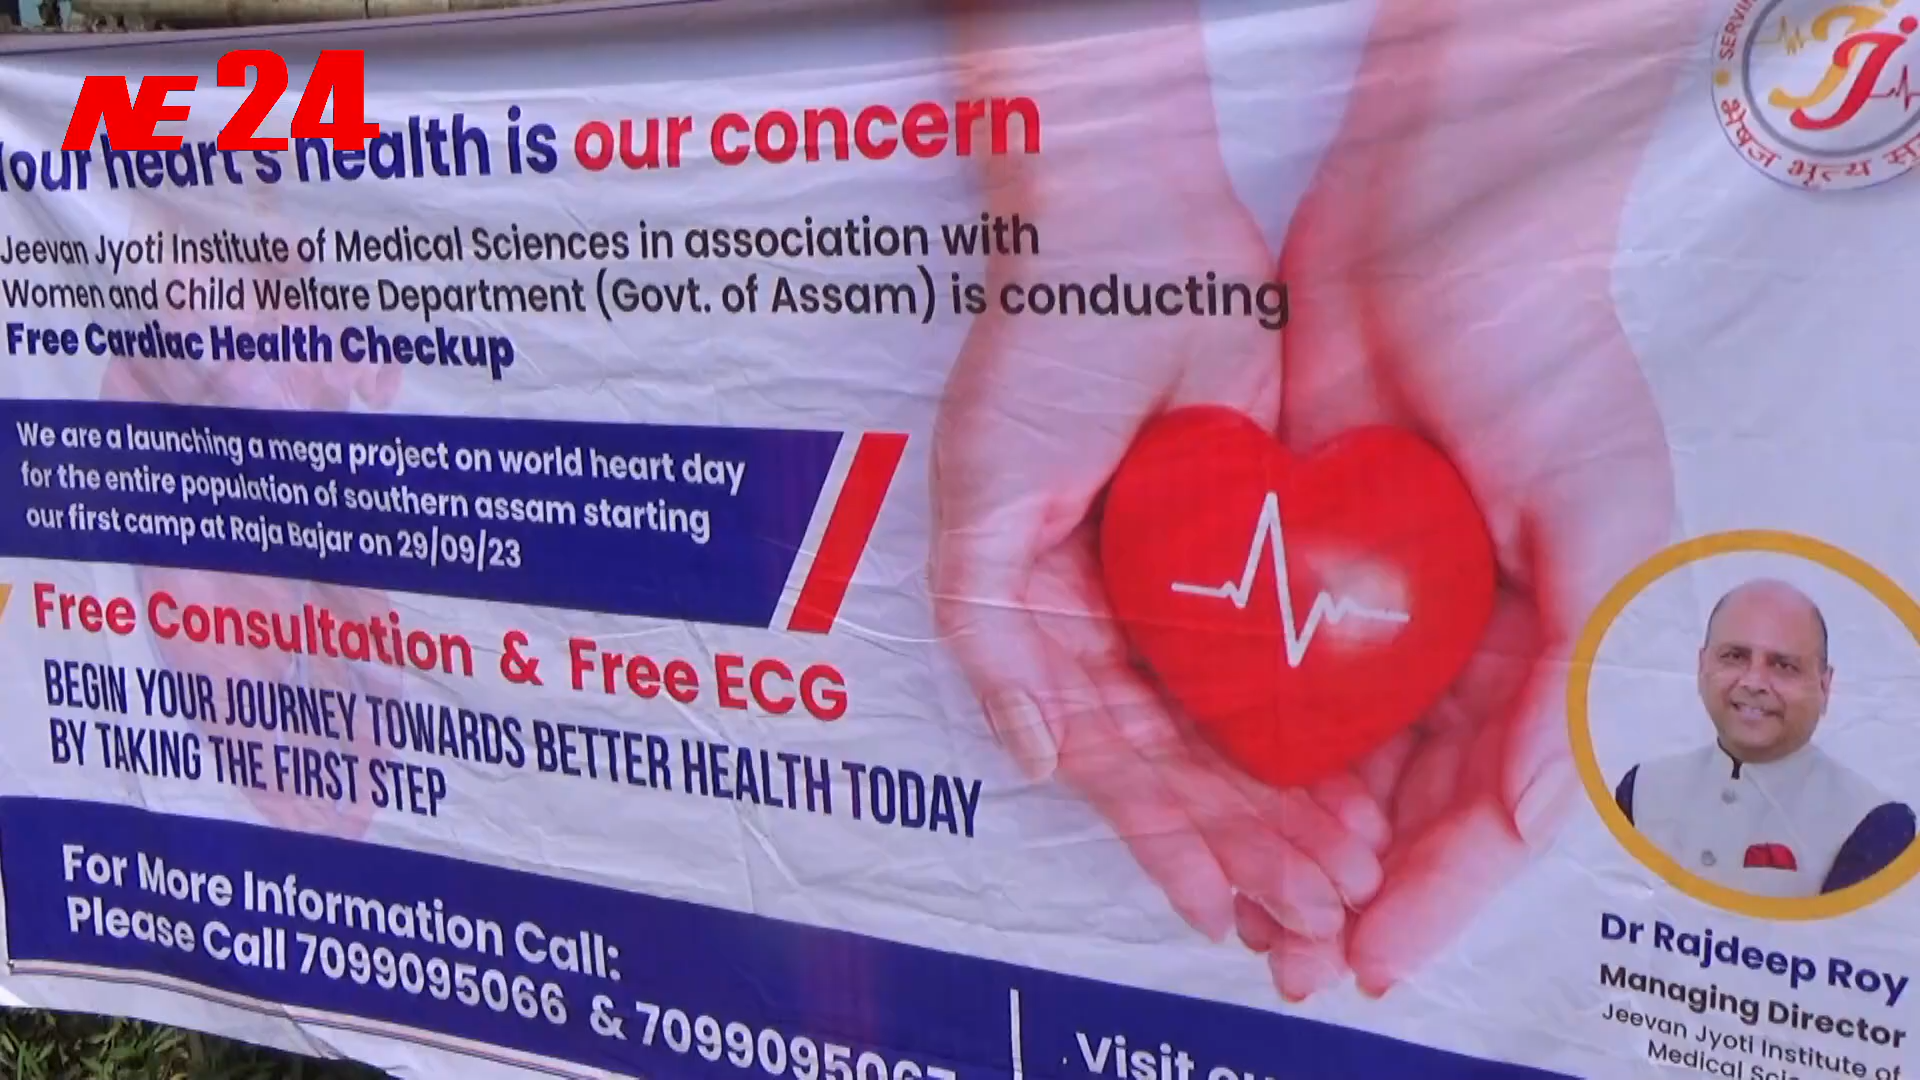 NE 24
Your heart's health is our concern
Jeevan Jyoti Institute of Medical Sciences in association with
Women and Child Welfare Department (Govt. of Assam) is conducting
Free Cardiac Health Checkup
We are a launching a mega project on world heart day
for the entire population of southern assam starting
our first camp at Raja Bajar on 29/09/23
Free Consultation & Free ECG
BEGIN YOUR JOURNEY TOWARDS BETTER HEALTH TODAY
BY TAKING THE FIRST STEP
For More Information Call:
Please Call 7099095066 & 7099095067
Visit
भृत्य
Dr Rajdeep Roy
Managing Director
Jeevan Jyoti Institute of
Medical